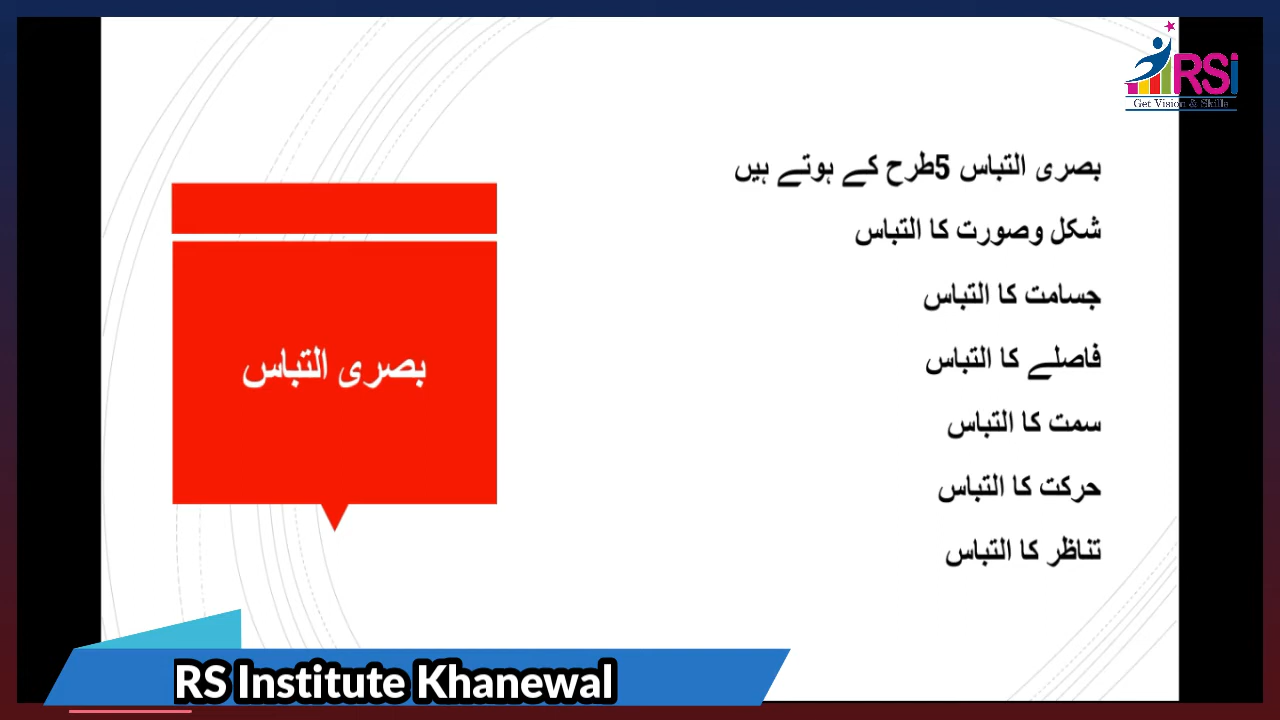 RSi
Get Vision & Skills
بصری التباس 5طرح کے ہوتے ہیں
شکل وصورت کا التباس
جسامت کا التباس
فاصلے کا التباس
سمت کا التباس
حرکت کا التباس
تناظر کا التباس
بصری التباس
RS Institute Khanewal